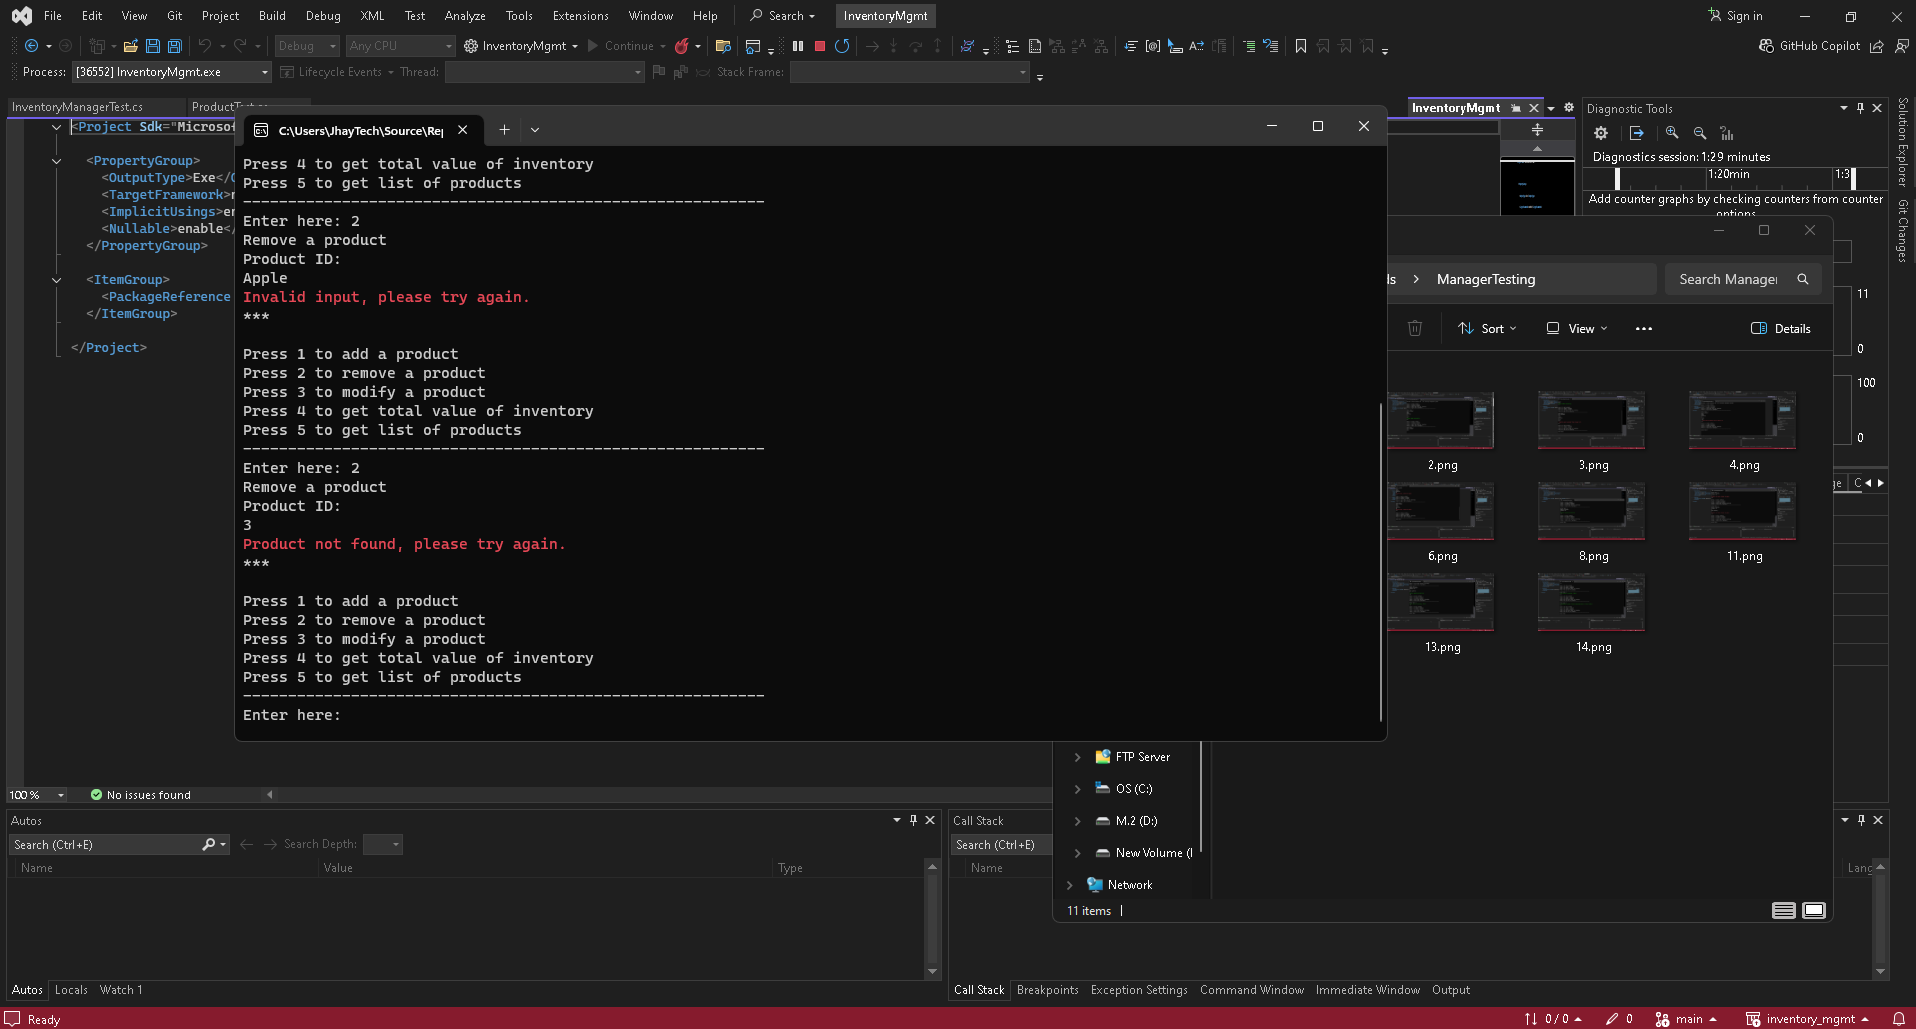 File Edit View Git Project Build Debug XML Test Analyze Tools Extensions Window Help Search InventoryMgmt Sign in
Debug Any CPU InventoryMgmt Continue GitHub Copilot
Process: [36552] InventoryMgmt.exe Lifecycle Events Thread: Stack Frame:
InventoryManagerTest.cs
InventoryMgmt
<Project Sdk="Microsof
<PropertyGroup>
<OutputType>Exe</
<TargetFramework>
<ImplicitUsings>e
<Nullable>enable</
</PropertyGroup>
<ItemGroup>
<PackageReference
</ItemGroup>
</Project>
C:\Users\JhayTech\Source\Re
Press 4 to get total value of inventory
Press 5 to get list of products
----------------------------------------------------------
Enter here: 2
Remove a product
Product ID:
Apple
Invalid input, please try again.
***
Press 1 to add a product
Press 2 to remove a product
Press 3 to modify a product
Press 4 to get total value of inventory
Press 5 to get list of products
----------------------------------------------------------
Enter here: 2
Remove a product
Product ID:
3
Product not found, please try again.
***
Press 1 to add a product
Press 2 to remove a product
Press 3 to modify a product
Press 4 to get total value of inventory
Press 5 to get list of products
----------------------------------------------------------
Enter here:
Diagnostic Tools
Diagnostics session: 1:29 minutes
1:20min 1:3
Add counter graphs by checking counters from counter
options
11
0
100
0
Solution Explorer
Git Changes
ds > ManagerTesting Search Manager
Sort View ... Details
2.png 3.png 4.png
6.png 8.png 11.png
13.png 14.png
FTP Server
OS (C:)
M.2 (D:)
New Volume (
Network
11 items
100 % No issues found
Autos
Search (Ctrl+E) Search Depth:
Name Value Type
Autos Locals Watch 1
Call Stack
Search (Ctrl+E)
Name Lang
Call Stack Breakpoints Exception Settings Command Window Immediate Window Output
Ready 0 / 0 0 main inventory_mgmt